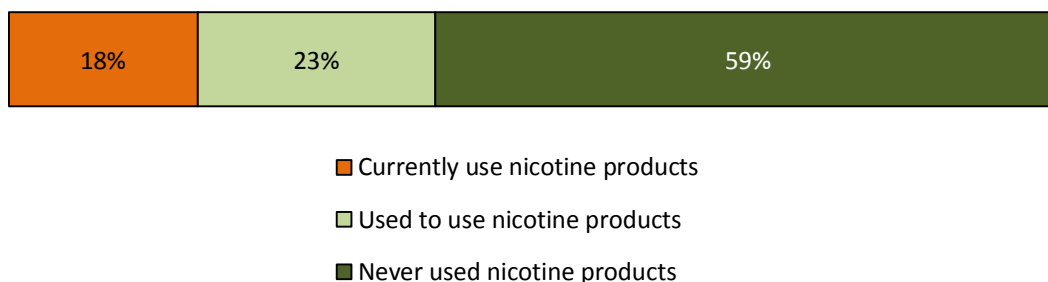 18% 23% 59%
Currently use nicotine products
Used to use nicotine products
Never used nicotine products